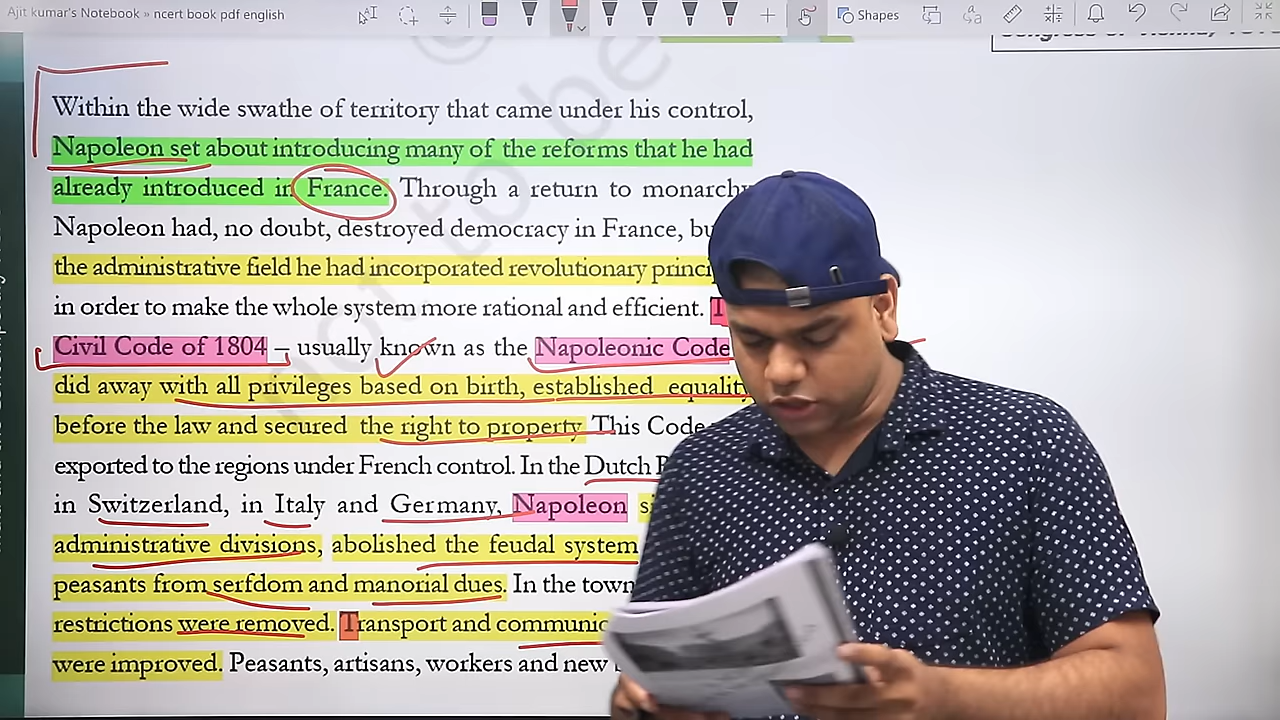 Ajit kumar's Notebook » ncert book pdf english
Shapes
Within the wide swathe of territory that came under his control,
Napoleon set about introducing many of the reforms that he had
already introduced in France. Through a return to monarchy
Napoleon had, no doubt, destroyed democracy in France, bu
the administrative field he had incorporated revolutionary princi
in order to make the whole system more rational and efficient. T
Civil Code of 1804 – usually known as the Napoleonic Code
did away with all privileges based on birth, established equality
before the law and secured the right to property This Code
exported to the regions under French control. In the Dutch
in Switzerland, in Italy and Germany, Napoleon si
administrative divisions, abolished the feudal system
peasants from serfdom and manorial dues. In the town
restrictions were removed. Transport and communic
were improved. Peasants, artisans, workers and new